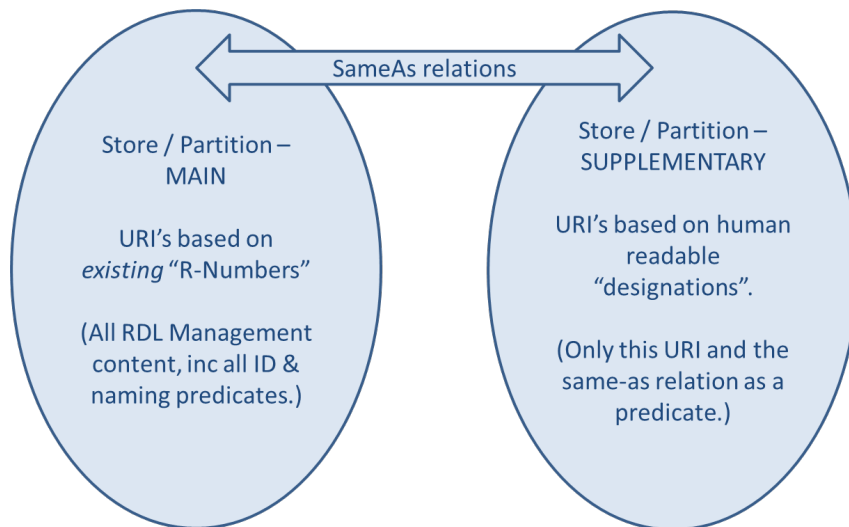 SameAs relations
Store / Partition –
MAIN
URI's based on
existing “R-Numbers”
(All RDL Management
content, inc all ID &
naming predicates.)
Store / Partition –
SUPPLEMENTARY
URI's based on human
readable
“designations”.
(Only this URI and the
same-as relation as a
predicate.)